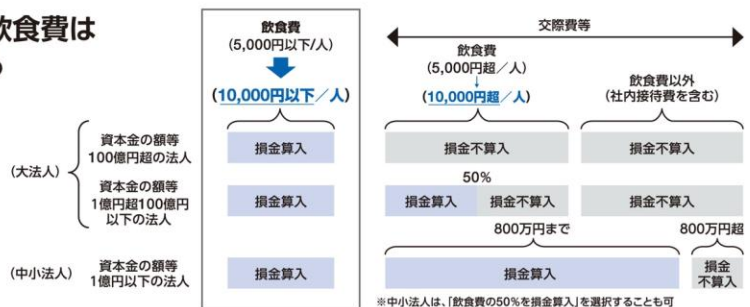 飲食費は
飲食費
(5,000円以下/人)
(10,000円以下/人)
交際費等
飲食費
(5,000円超/人)
↓
(10,000円超/人)
飲食費以外
(社内接待費を含む)
(大法人)
資本金の額等
100億円超の法人
損金算入
損金不算入
損金不算入
資本金の額等
1億円超100億円
以下の法人
損金算入
50%
損金算入
損金不算入
損金不算入
800万円まで
800万円超
(中小法人)
資本金の額等
1億円以下の法人
損金算入
損金算入
損金
不算入
※中小法人は、「飲食費の50%を損金算入」を選択することも可